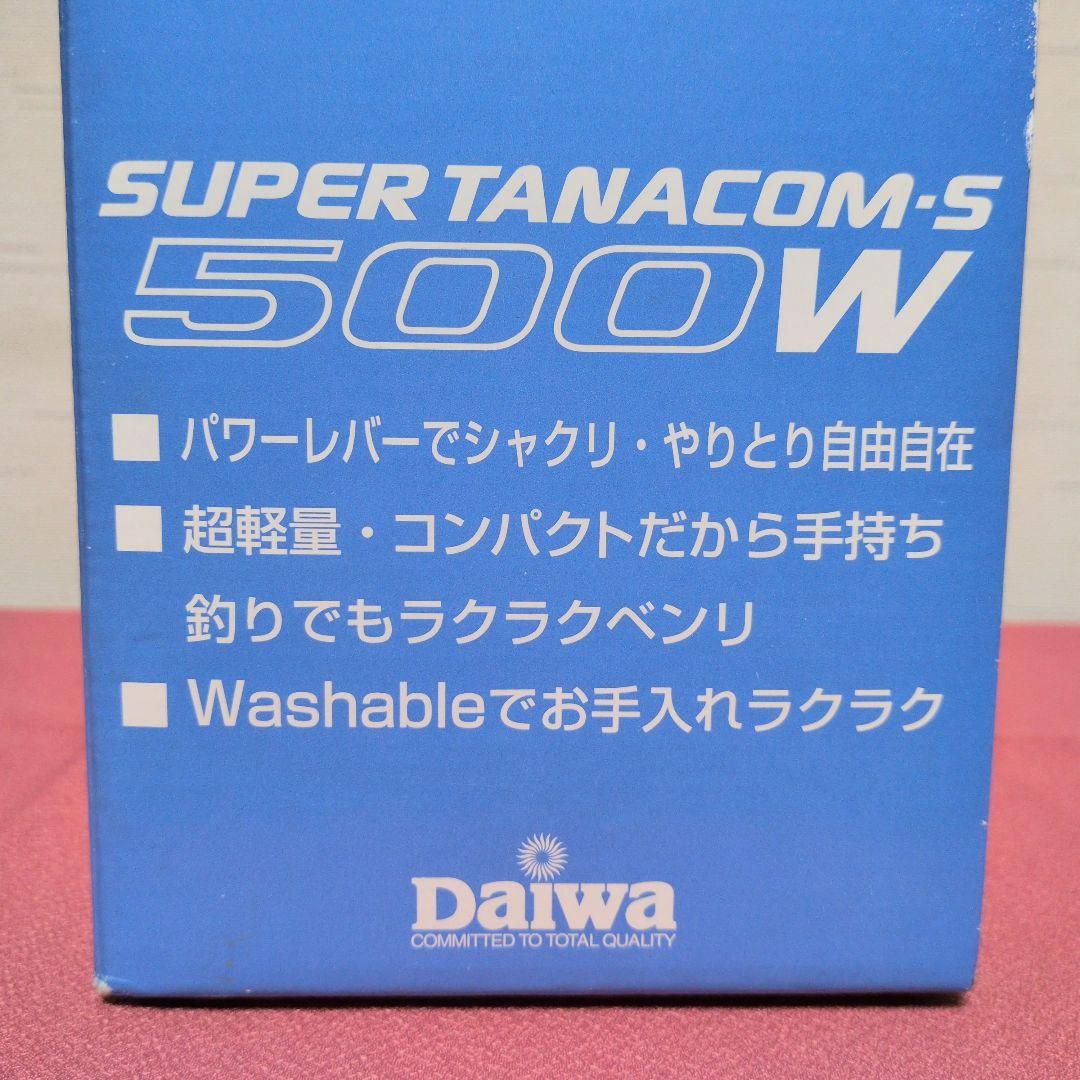 SUPER TANACOM-S
500W
■ パワーレバーでシャクリ・やりとり自由自在
■ 超軽量・コンパクトだから手持ち
釣りでもラクラクベンリ
■ Washableでお手入れラクラク
Daiwa
COMMITTED TO TOTAL QUALITY